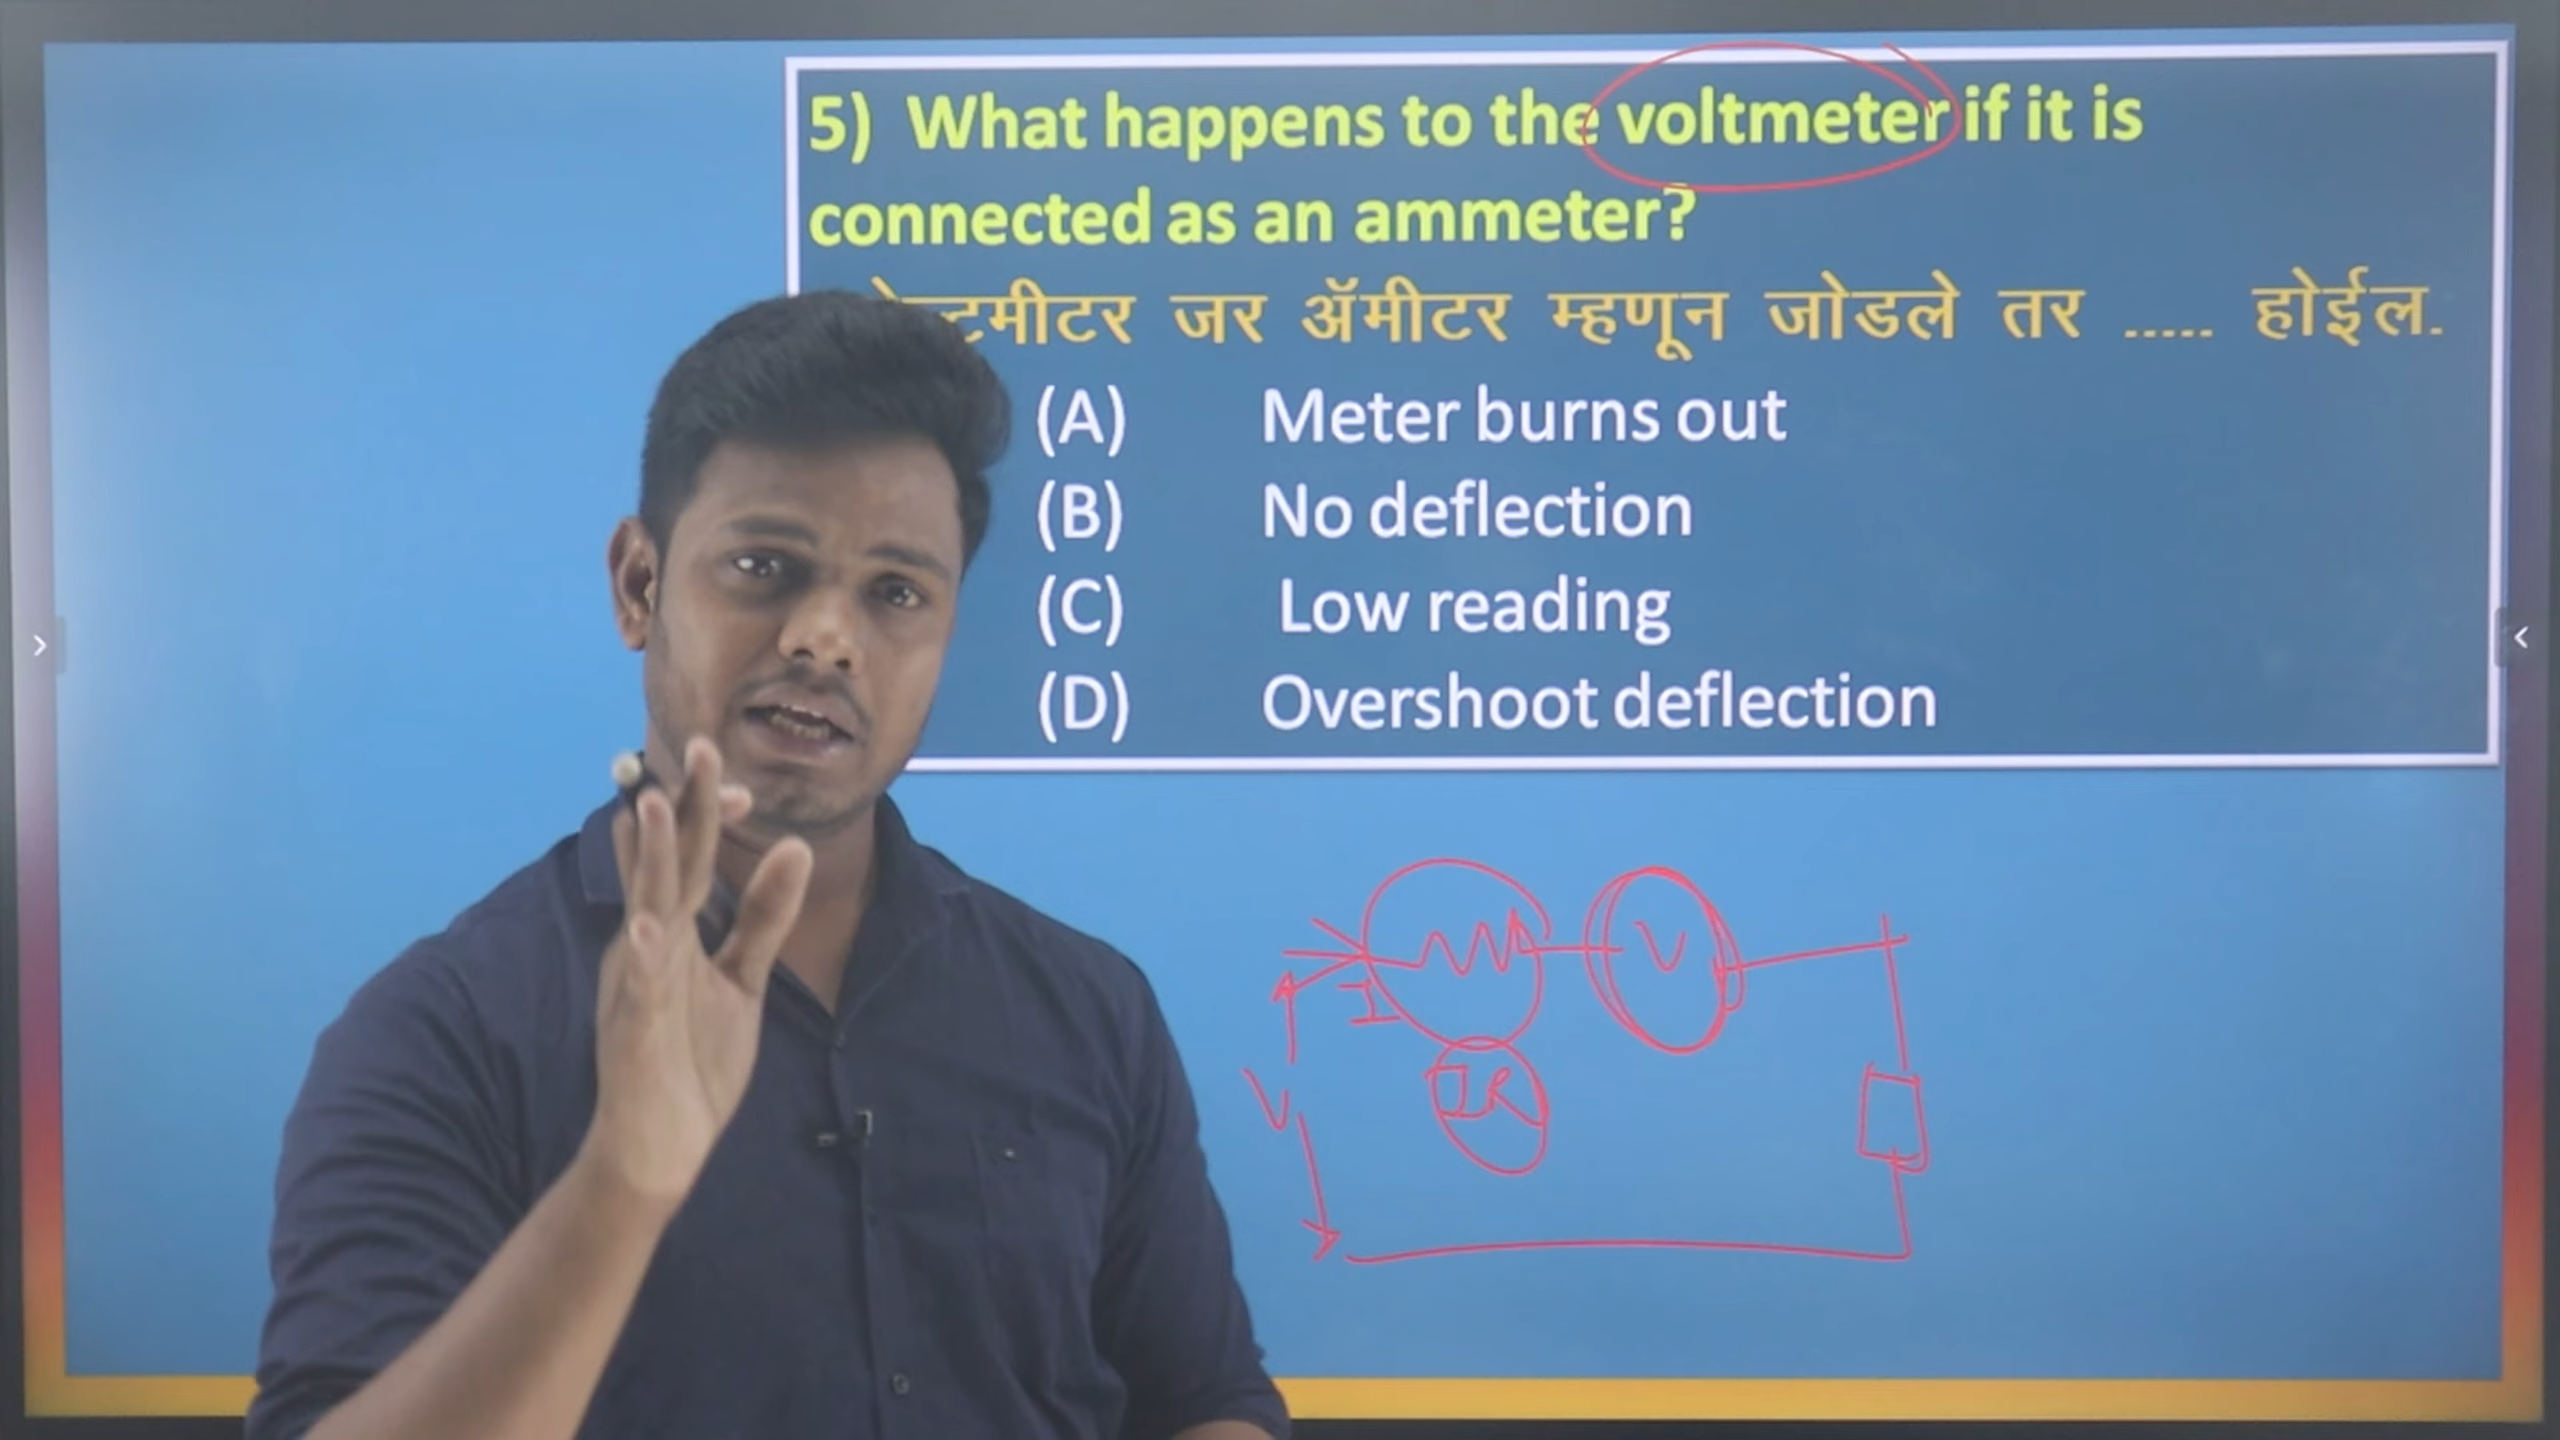 5) What happens to the voltmeter if it is
connected as an ammeter?
जर ॲमीटर म्हणून जोडले तर ..... होईल.
(A) Meter burns out
(B) No deflection
(C) Low reading
(D) Overshoot deflection
V
I
V
IR